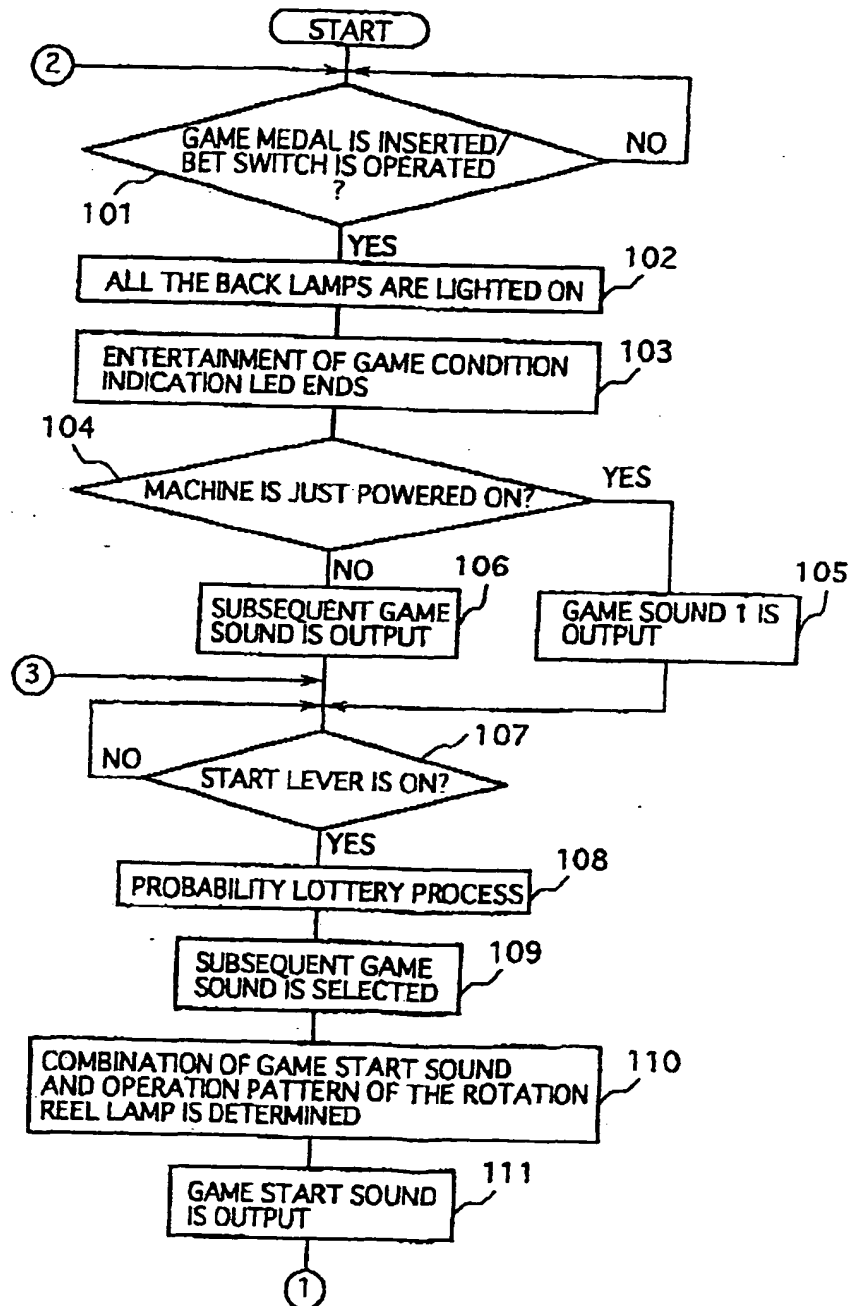 START
2
GAME MEDAL IS INSERTED/
BET SWITCH IS OPERATED
?
NO
101
YES
102
ALL THE BACK LAMPS ARE LIGHTED ON
103
ENTERTAINMENT OF GAME CONDITION
INDICATION LED ENDS
104
MACHINE IS JUST POWERED ON?
YES
NO
106
105
SUBSEQUENT GAME
SOUND IS OUTPUT
GAME SOUND 1 IS
OUTPUT
3
107
NO
START LEVER IS ON?
YES
108
PROBABILITY LOTTERY PROCESS
109
SUBSEQUENT GAME
SOUND IS SELECTED
110
COMBINATION OF GAME START SOUND
AND OPERATION PATTERN OF THE ROTATION
REEL LAMP IS DETERMINED
111
GAME START SOUND
IS OUTPUT
1